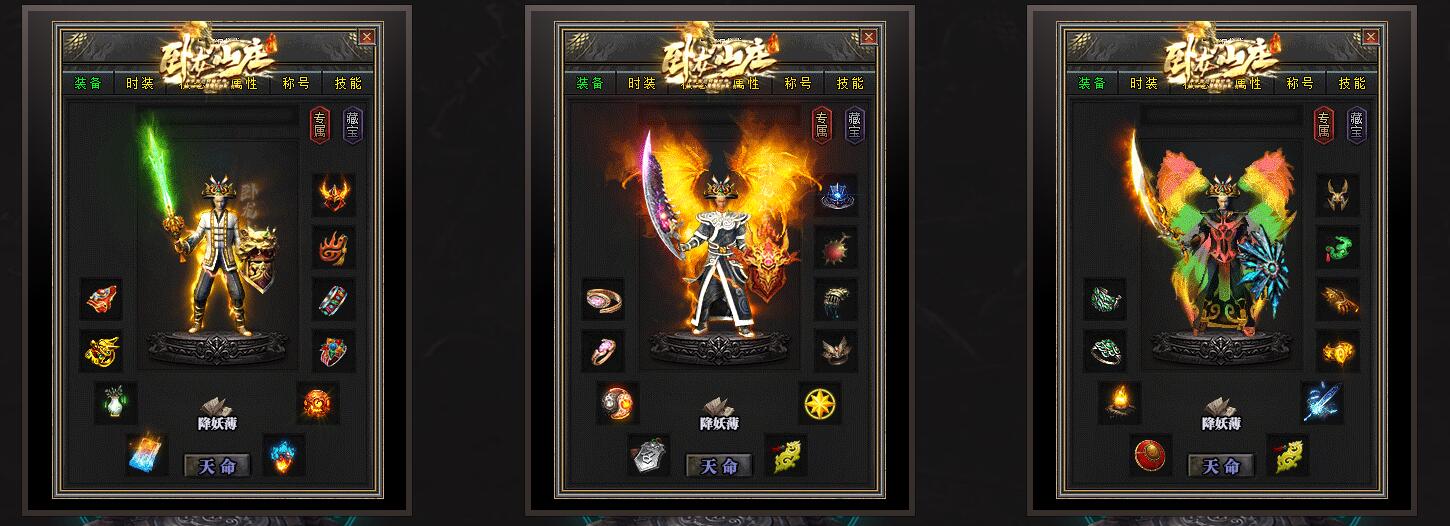 卧龙山庄
装备 时装 属性 称号 技能
专属 藏宝
卧龙
降妖薄
天命
卧龙山庄
装备 时装 属性 称号 技能
专属 藏宝
降妖薄
天命
卧龙山庄
装备 时装 属性 称号 技能
专属 藏宝
降妖薄
天命